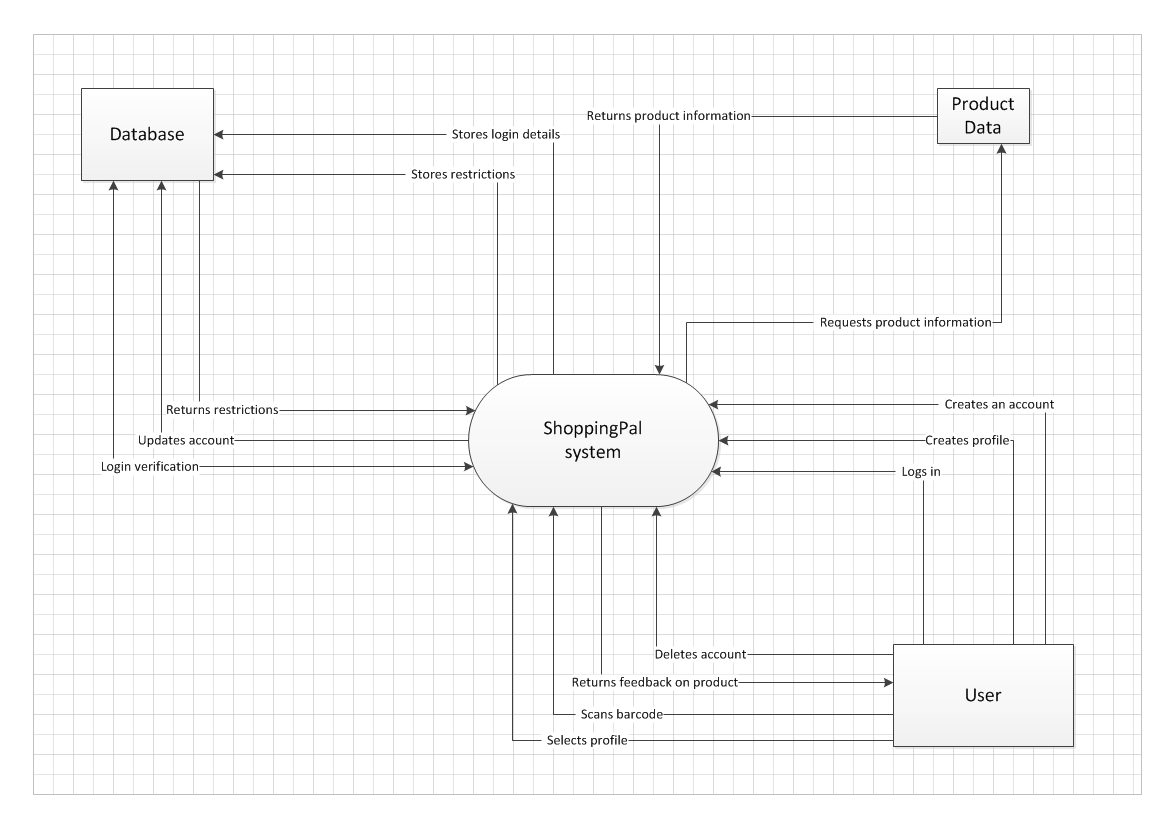 Product
Data
Returns product information
Database
Stores login details
Stores restrictions
Requests product information
Returns restrictions
Creates an account
ShoppingPal
system
Updates account
Creates profile
Login verification
Logs in
Deletes account
Returns feedback on product
User
Scans barcode
Selects profile